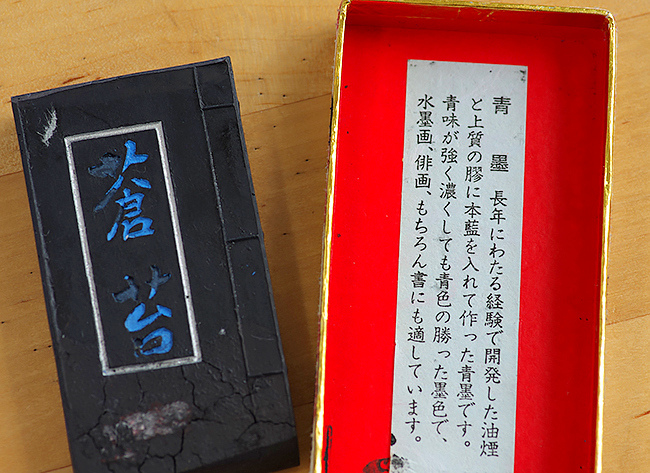 蒼苔
青墨 長年にわたる経験で開発した油煙
と上質の膠に本藍を入れて作った青墨です。
青味が強く濃くしても青色の勝った墨色で、
水墨画、俳画、もちろん書にも適しています。